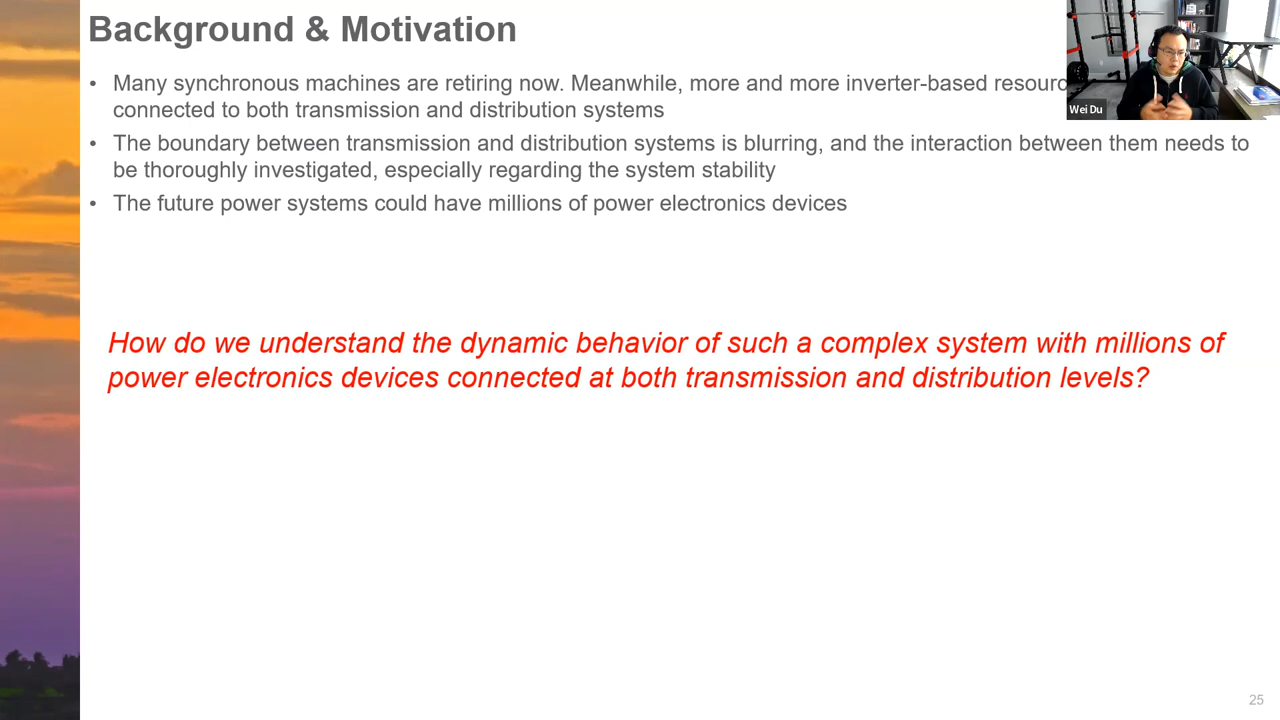 Background & Motivation
• Many synchronous machines are retiring now. Meanwhile, more and more inverter-based
connected to both transmission and distribution systems
• The boundary between transmission and distribution systems is blurring, and the interaction between them needs to
be thoroughly investigated, especially regarding the system stability
• The future power systems could have millions of power electronics devices
How do we understand the dynamic behavior of such a complex system with millions of
power electronics devices connected at both transmission and distribution levels?
Wei Du
25